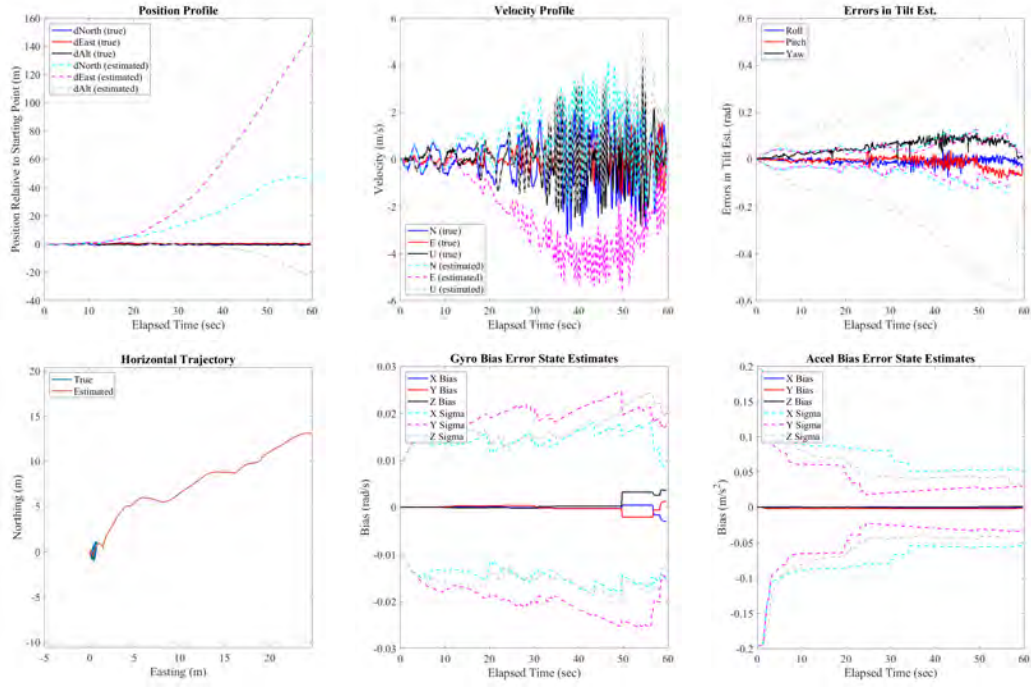 Position Profile
160
140
120
100
80
60
40
20
0
-20
-40
dNorth (true)
dEast (true)
dAlt (true)
dNorth (estimated)
dEast (estimated)
dAlt (estimated)
Position Relative to Starting Point (m)
0 10 20 30 40 50 60
Elapsed Time (sec)
Velocity Profile
6
4
2
0
-2
-4
-6
N (true)
E (true)
U (true)
N (estimated)
E (estimated)
U (estimated)
Velocity (m/s)
0 10 20 30 40 50 60
Elapsed Time (sec)
Errors in Tilt Est.
0.6
0.4
0.2
0
-0.2
-0.4
-0.6
Roll
Pitch
Yaw
Errors in Tilt Est. (rad)
0 10 20 30 40 50 60
Elapsed Time (sec)
Horizontal Trajectory
20
15
10
5
0
-5
-10
True
Estimated
Northing (m)
-5 0 5 10 15 20
Easting (m)
Gyro Bias Error State Estimates
0.03
0.02
0.01
0
-0.01
-0.02
-0.03
X Bias
Y Bias
Z Bias
X Sigma
Y Sigma
Z Sigma
Bias (rad/s)
0 10 20 30 40 50 60
Elapsed Time (sec)
Accel Bias Error State Estimates
0.2
0.15
0.1
0.05
0
-0.05
-0.1
-0.15
-0.2
X Bias
Y Bias
Z Bias
X Sigma
Y Sigma
Z Sigma
Bias (m/s²)
0 10 20 30 40 50 60
Elapsed Time (sec)